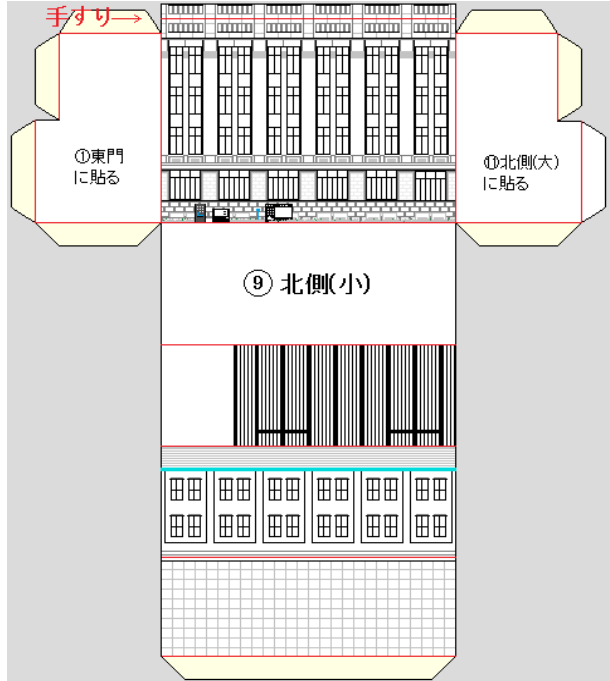 手すり→
①東門
に貼る
⑪北側(大)
に貼る
⑨ 北側(小)